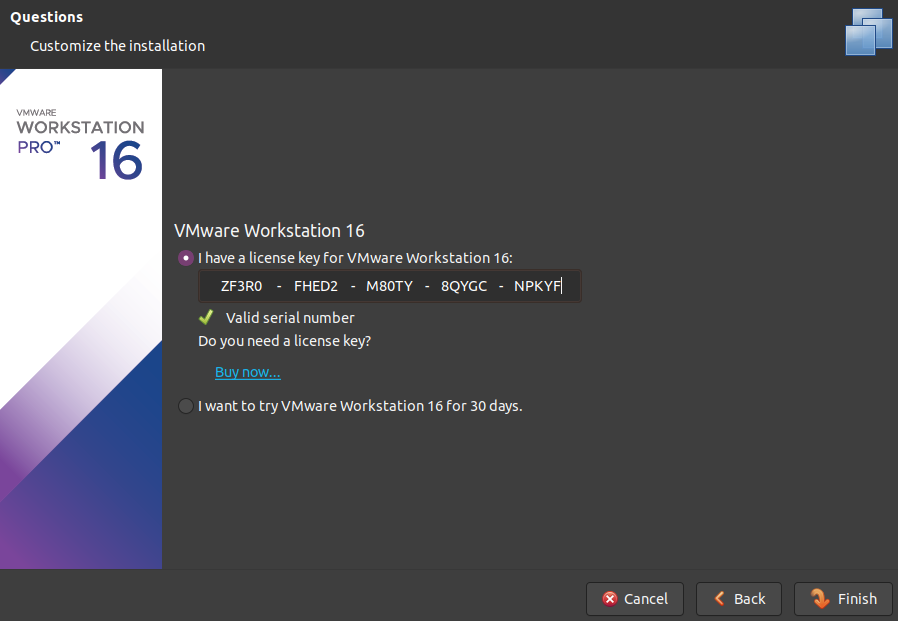 Questions
Customize the installation
VMWARE
WORKSTATION
PRO™ 16
VMware Workstation 16
I have a license key for VMware Workstation 16:
ZF3R0 - FHED2 - M80TY - 8QYGC - NPKYF
Valid serial number
Do you need a license key?
Buy now...
I want to try VMware Workstation 16 for 30 days.
Cancel Back Finish